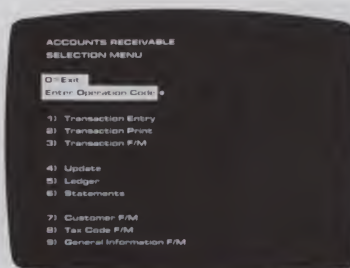 ACCOUNTS RECEIVABLE
SELECTION MENU
0=Exit
Enter Operation Code
1) Transaction Entry
2) Transaction Print
3) Transaction F/M
4) Update
5) Ledger
6) Statements
7) Customer F/M
8) Tax Code F/M
9) General Information F/M